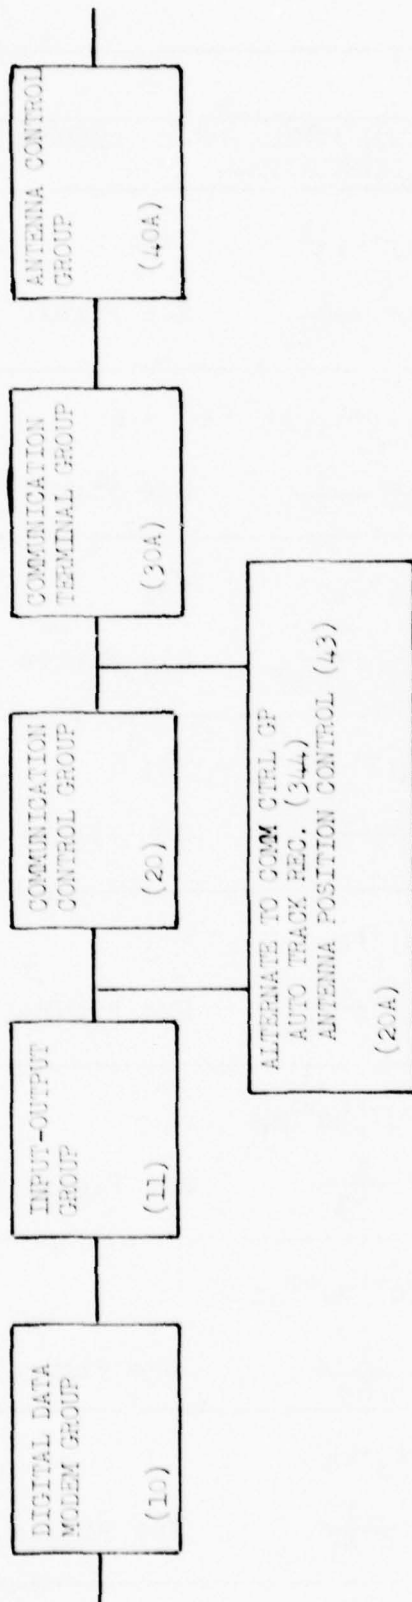 DIGITAL DATA
MODEM GROUP
(10)
INPUT-OUTPUT
GROUP
(11)
COMMUNICATION
CONTROL GROUP
(20)
COMMUNICATION
TERMINAL GROUP
(30A)
ANTENNA CONTROL
GROUP
(40A)
ALTERNATE TO COMM CTRL GP
AUTO TRACK REC. (344)
ANTENNA POSITION CONTROL (43)
(20A)